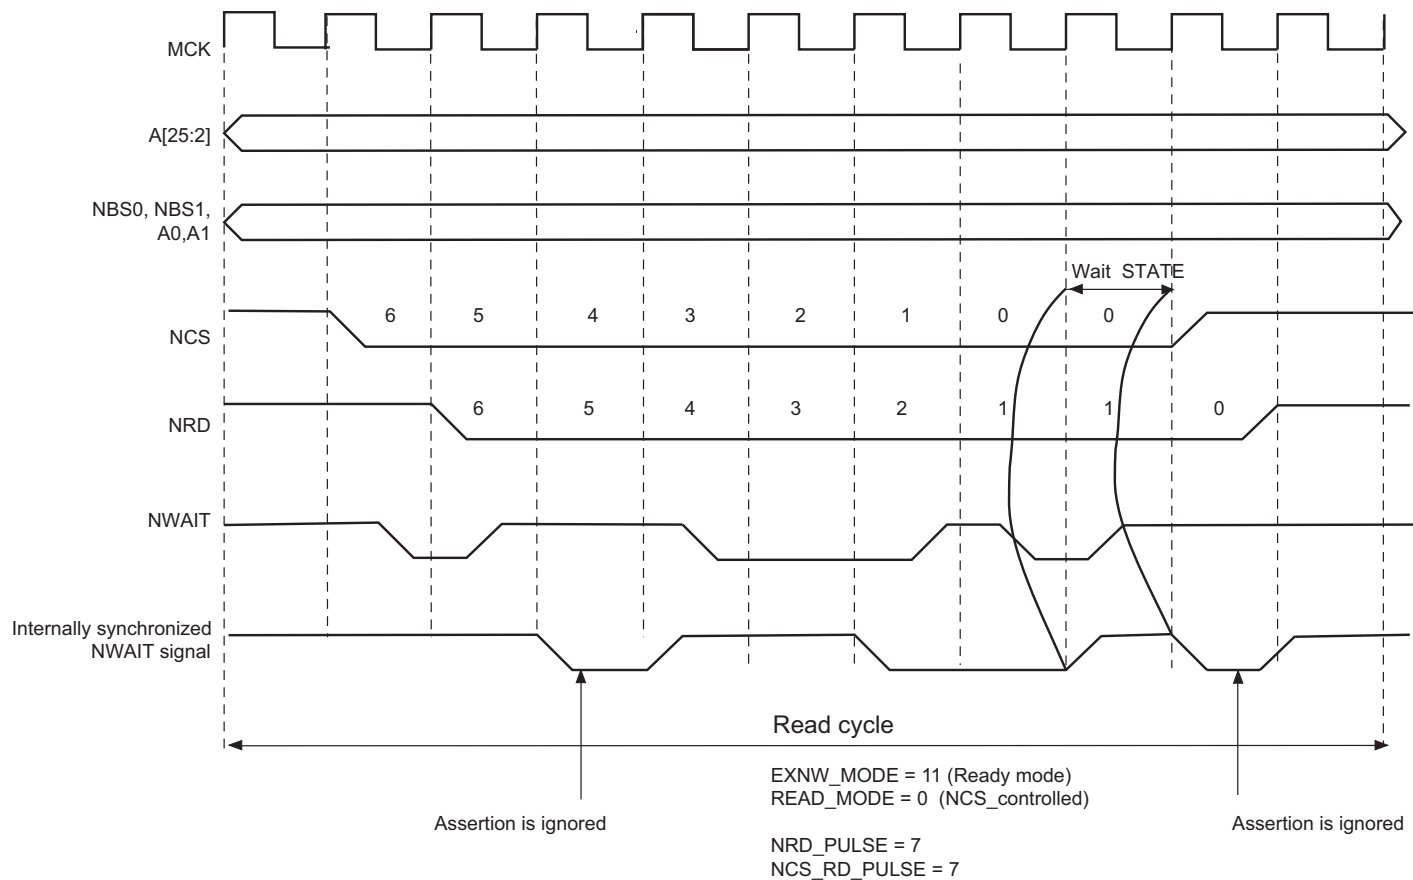 MCK
A[25:2]
NBS0, NBS1,
A0,A1
Wait STATE
NCS
6 5 4 3 2 1 0 0
NRD
6 5 4 3 2 1 1 0
NWAIT
Internally synchronized
NWAIT signal
Read cycle
EXNW_MODE = 11 (Ready mode)
READ_MODE = 0 (NCS_controlled)
Assertion is ignored
Assertion is ignored
NRD_PULSE = 7
NCS_RD_PULSE = 7